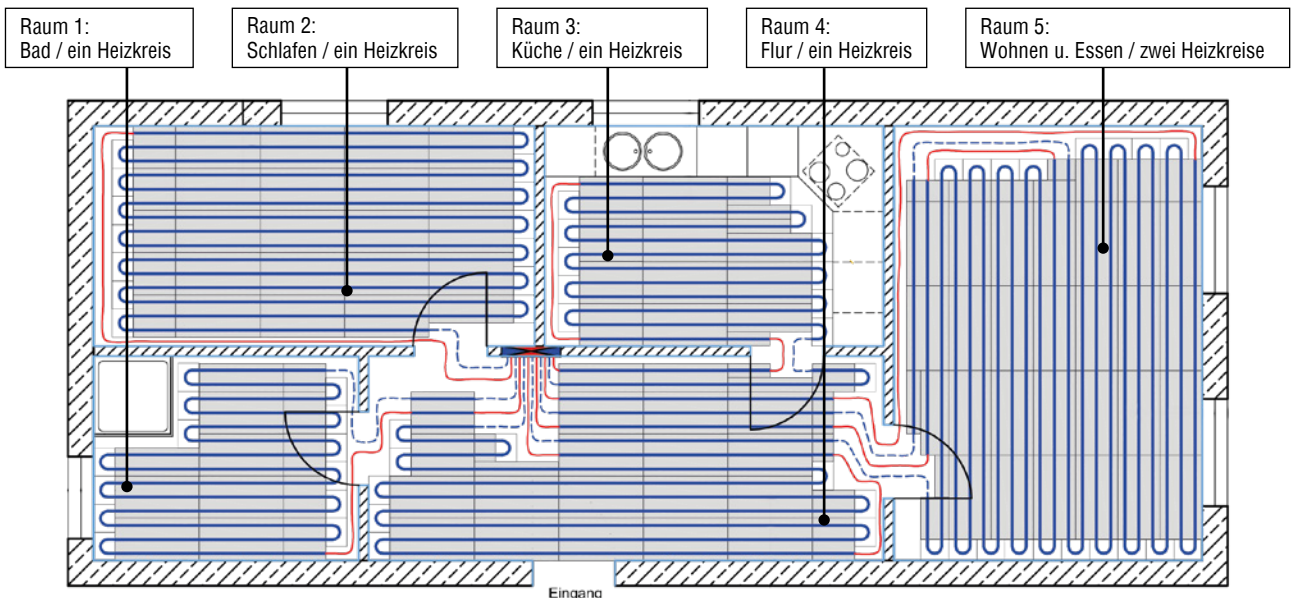 Raum 1:
Bad / ein Heizkreis
Raum 2:
Schlafen / ein Heizkreis
Raum 3:
Küche / ein Heizkreis
Raum 4:
Flur / ein Heizkreis
Raum 5:
Wohnen u. Essen / zwei Heizkreise
Eingang